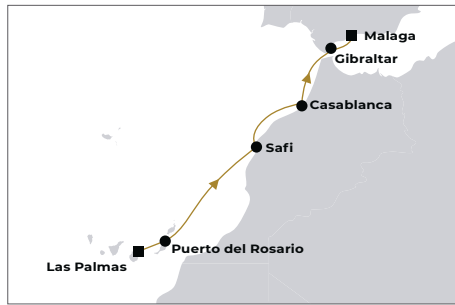 Malaga
Gibraltar
Casablanca
Safi
Puerto del Rosario
Las Palmas